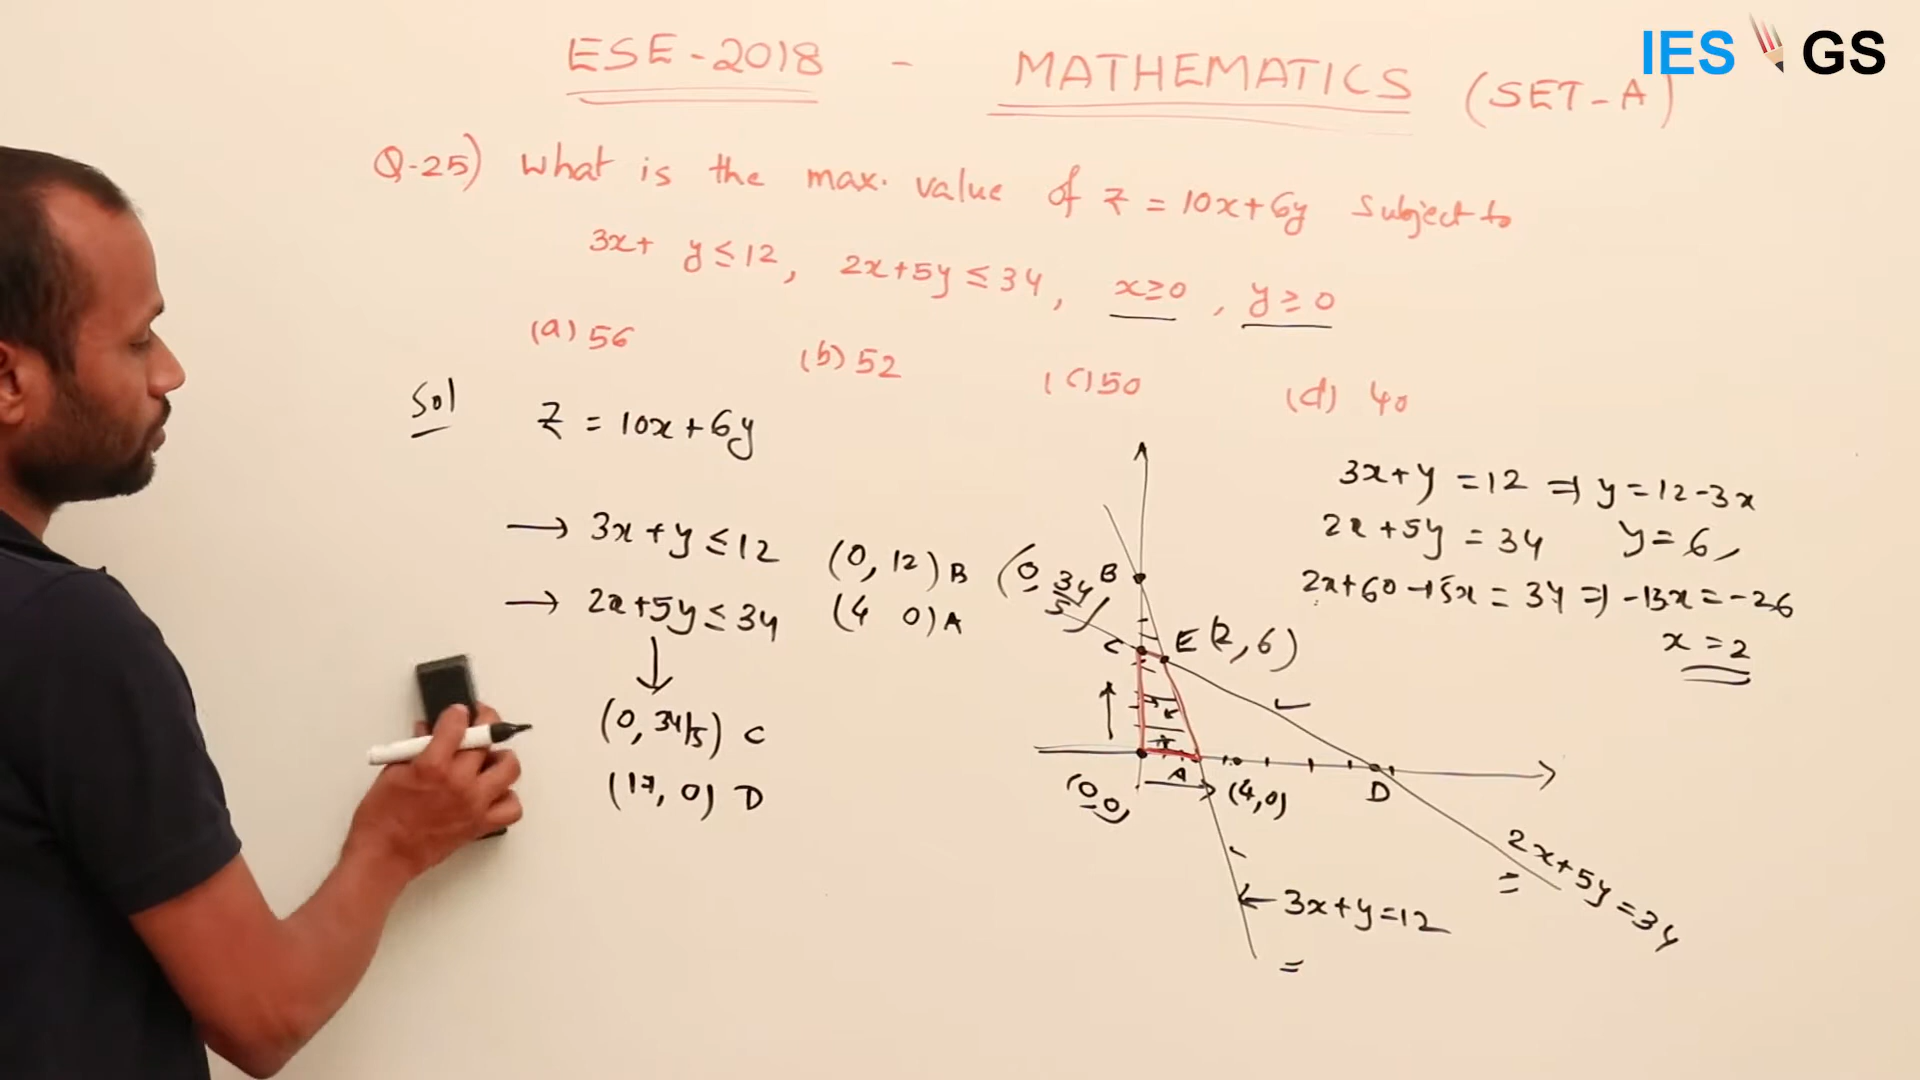 IES GS
ESE-2018 - MATHEMATICS (SET-A)
Q-25) What is the max. value of z = 10x+6y subject to
3x+ y ≤ 12, 2x+5y ≤ 34, x≥0, y ≥ 0
(a) 56 (b) 52 (c) 50 (d) 40
Sol
z = 10x+6y
→ 3x+y ≤ 12 (0, 12) B
→ 2x+5y ≤ 34 (4 0) A
↓
(0, 34/5) C
(17, 0) D
(0, 34/5)
B
C
E (2, 6)
A
(0 0)
(4,0)
D
2x+5y=34
← 3x+y=12
=
=
3x+y = 12 ⇒ y = 12-3x
2x+5y = 34 y = 6
2x+60-15x = 34 ⇒ -13x = -26
x = 2